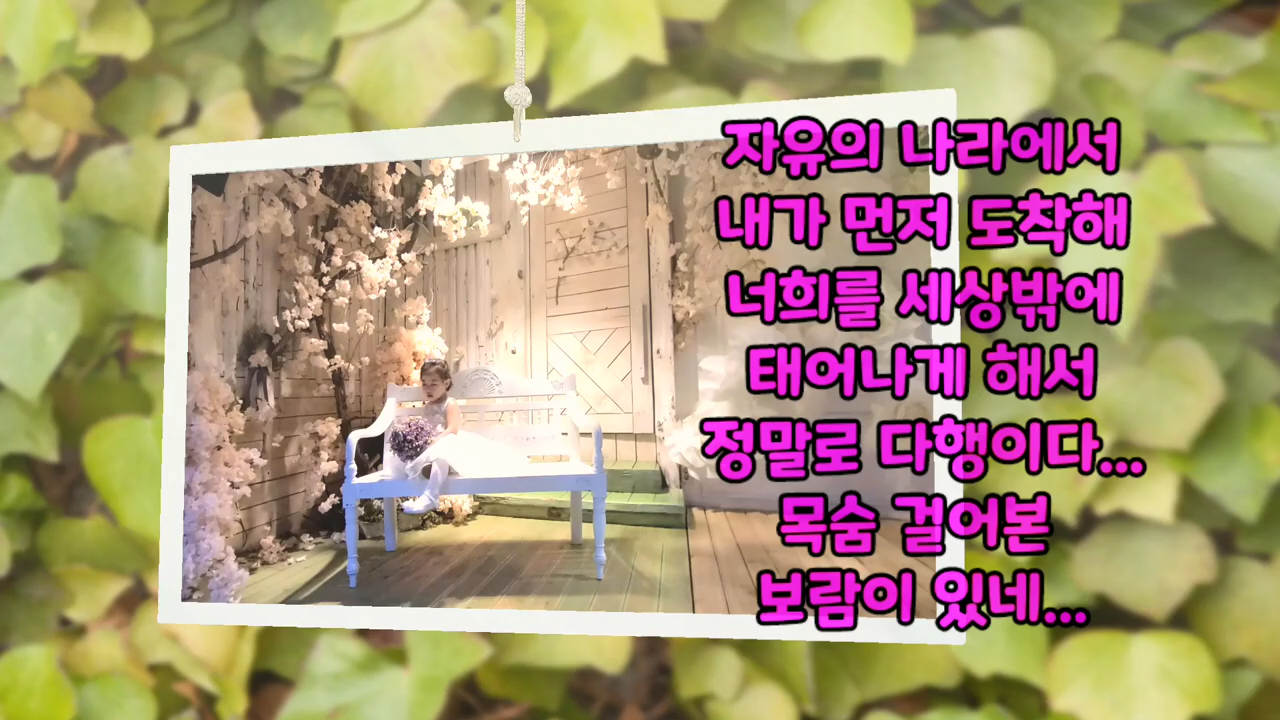 자유의 나라에서
내가 먼저 도착해
너희를 세상밖에
태어나게 해서
정말로 다행이다...
목숨 걸어본
보람이 있네...